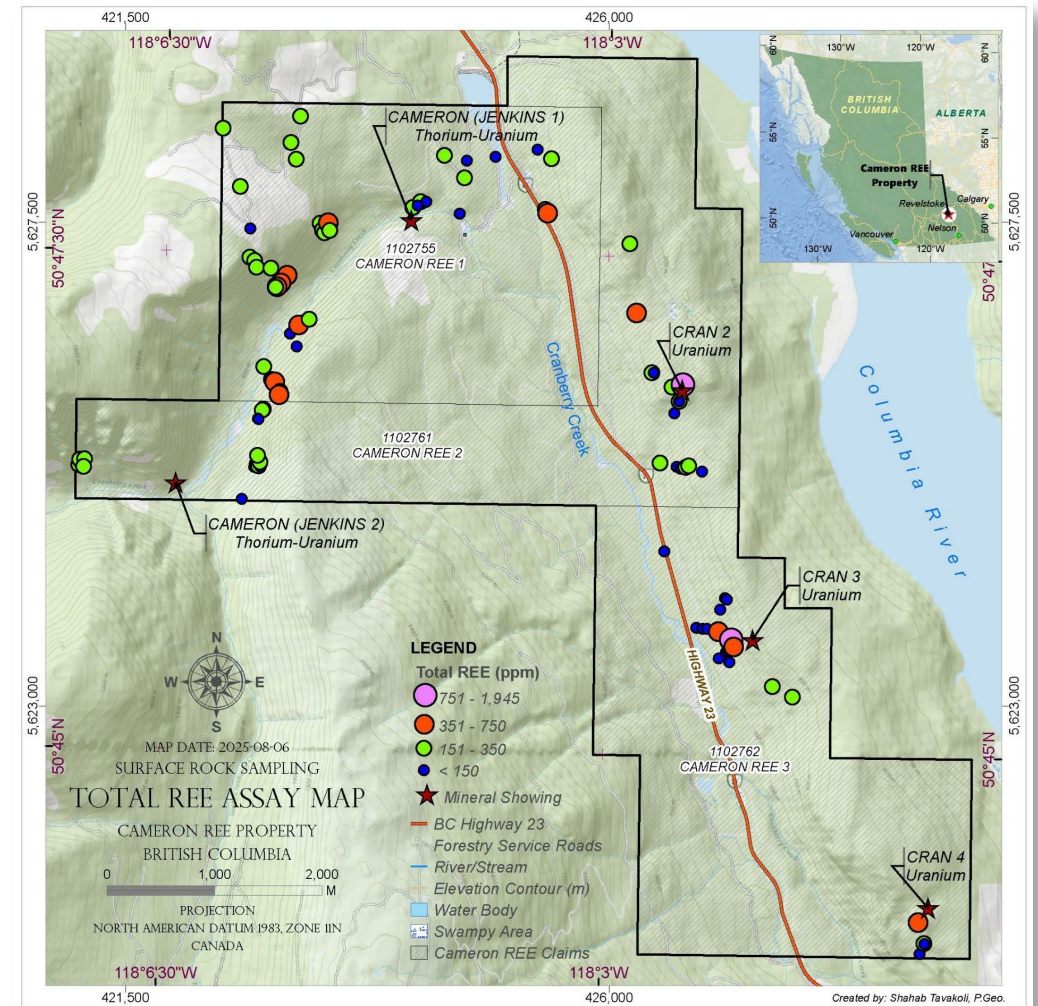 421,500
426,000
118°6'30"W
118°3'W
5,627,500
50°47'30"N
5,623,000
50°45'N
5,627,500
50°47
5,623,000
50°45'N
118°6'30"W
118°3'W
421,500
426,000
CAMERON (JENKINS 1)
Thorium-Uranium
1102755
CAMERON REE 1
1102761
CAMERON REE 2
CAMERON (JENKINS 2)
Thorium-Uranium
Cranberry Creek
CRAN 2
Uranium
CRAN 3
Uranium
Columbia River
HIGHWAY 23
1102762
CAMERON REE 3
CRAN 4
Uranium
130°W
120°W
60°N
60°N
55°N
55°N
50°N
50°N
BRITISH
COLUMBIA
ALBERTA
Cameron REE
Property
Revelstoke
Calgary
Nelson
Vancouver
130°W
120°W
N
W
E
S
MAP DATE: 2025-08-06
SURFACE ROCK SAMPLING
TOTAL REE ASSAY MAP
CAMERON REE PROPERTY
BRITISH COLUMBIA
0 1,000 2,000
M
PROJECTION
NORTH AMERICAN DATUM 1983, ZONE 11N
CANADA
LEGEND
Total REE (ppm)
751 - 1,945
351 - 750
151 - 350
< 150
Mineral Showing
BC Highway 23
Forestry Service Roads
River/Stream
Elevation Contour (m)
Water Body
Swampy Area
Cameron REE Claims
Created by: Shahab Tavakoli, P.Geo.